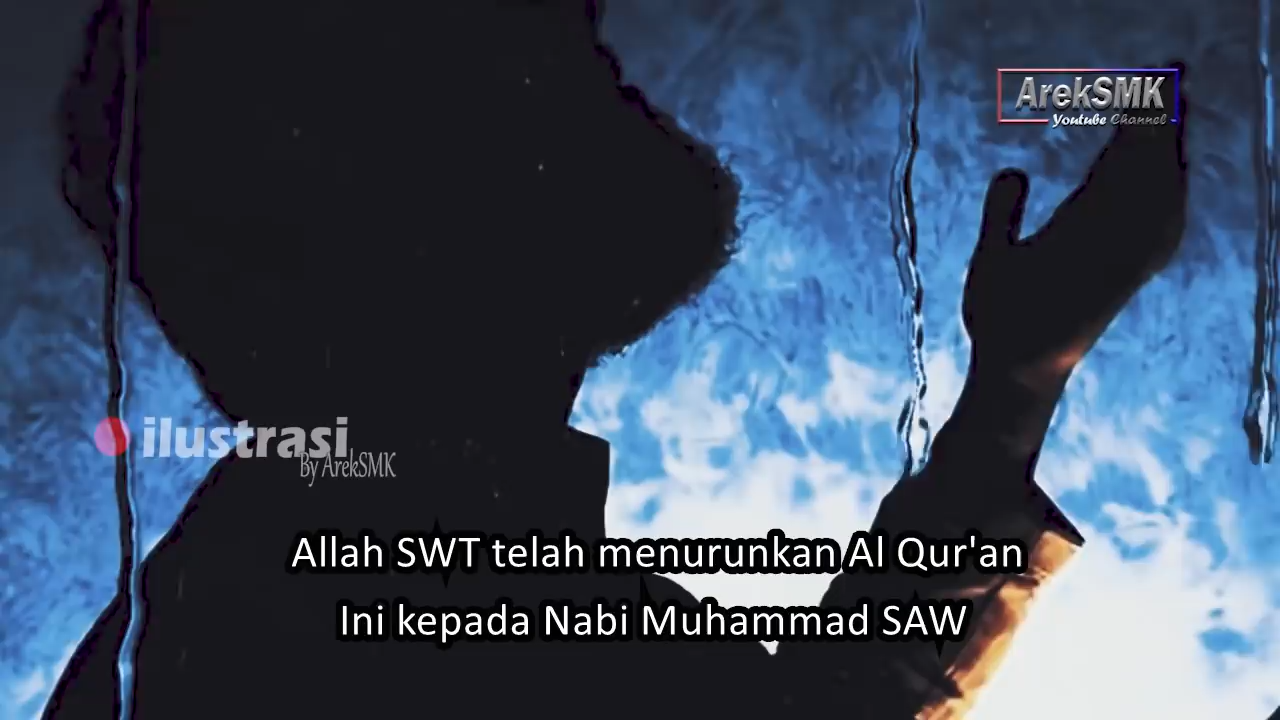 ArekSMK
Youtube Channel
ilustrasi
By ArekSMK
Allah SWT telah menurunkan Al Qur'an
Ini kepada Nabi Muhammad SAW